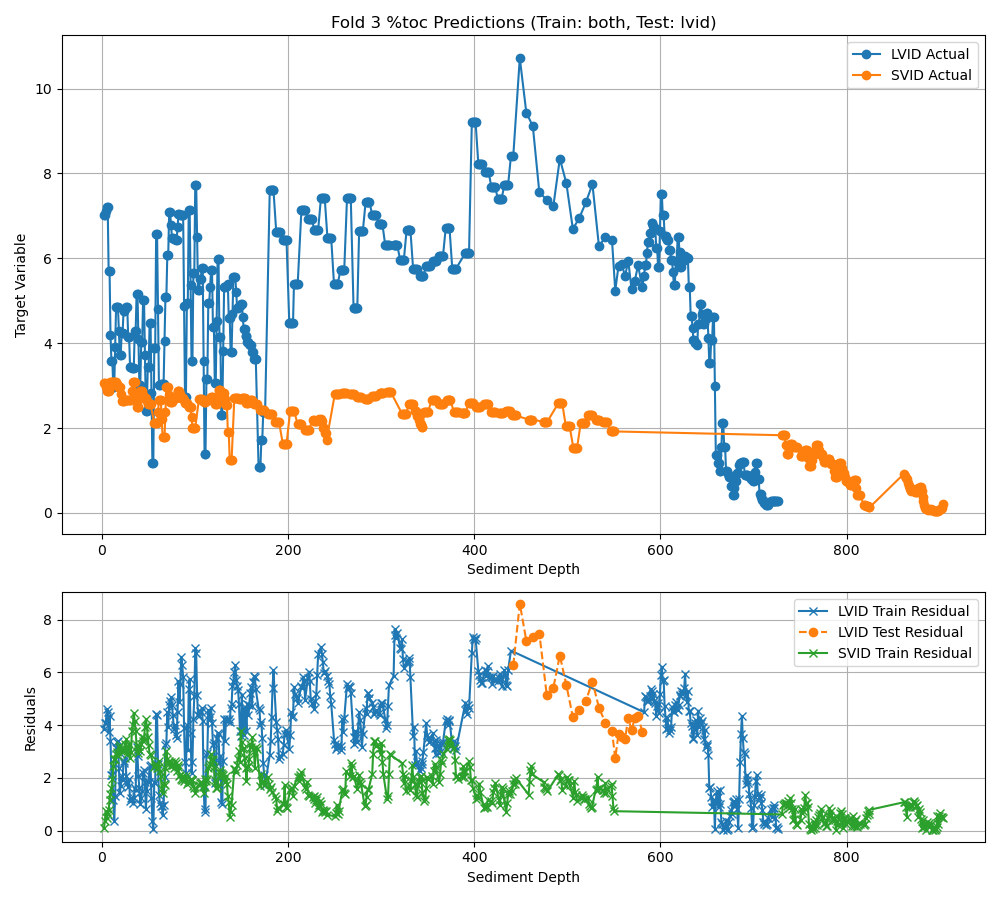 Fold 3 %toc Predictions (Train: both, Test: lvid)
LVID Actual
SVID Actual
Target Variable
10
8
6
4
2
0
0 200 400 600 800
Sediment Depth
LVID Train Residual
LVID Test Residual
SVID Train Residual
Residuals
8
6
4
2
0
0 200 400 600 800
Sediment Depth